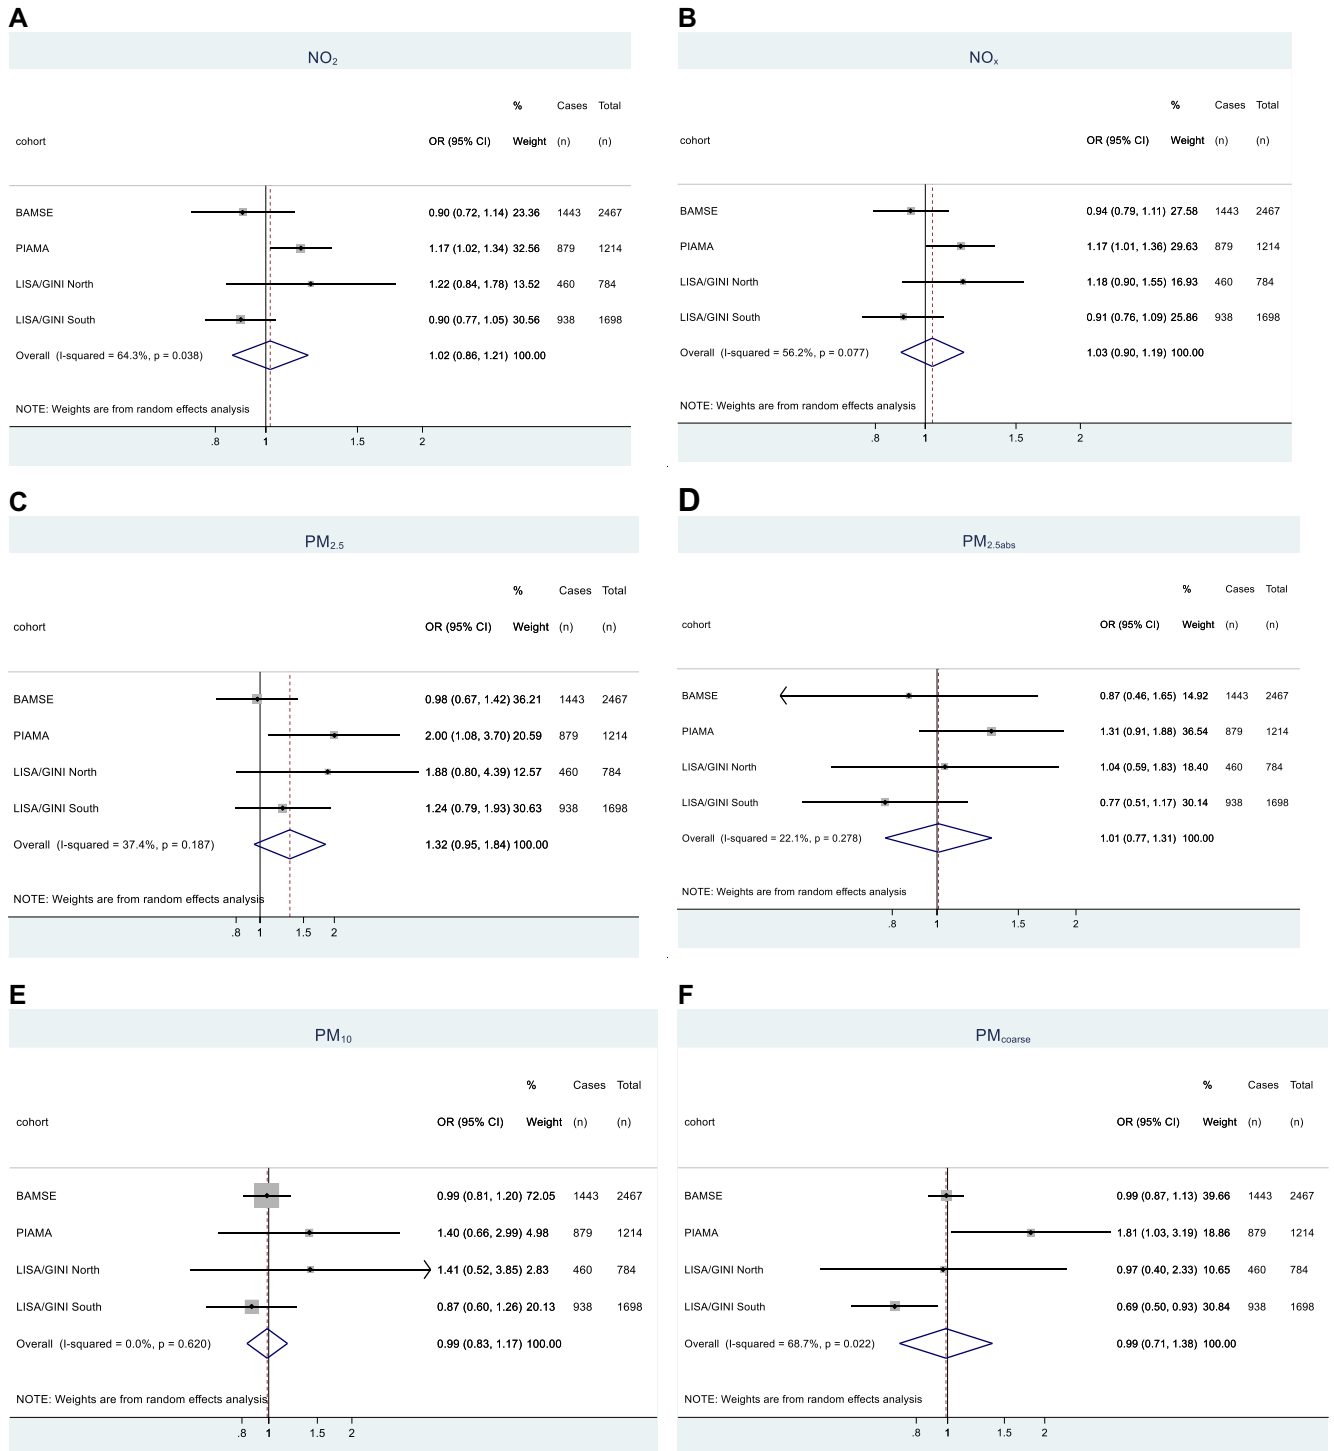 A
NO2
% Cases Total
cohort OR (95% CI) Weight (n) (n)
BAMSE 0.90 (0.72, 1.14) 23.36 1443 2467
PIAMA 1.17 (1.02, 1.34) 32.56 879 1214
LISA/GINI North 1.22 (0.84, 1.78) 13.52 460 784
LISA/GINI South 0.90 (0.77, 1.05) 30.56 938 1698
Overall (I-squared = 64.3%, p = 0.038) 1.02 (0.86, 1.21) 100.00
NOTE: Weights are from random effects analysis
.8 1 1.5 2
B
NOx
% Cases Total
cohort OR (95% CI) Weight (n) (n)
BAMSE 0.94 (0.79, 1.11) 27.58 1443 2467
PIAMA 1.17 (1.01, 1.36) 29.63 879 1214
LISA/GINI North 1.18 (0.90, 1.55) 16.93 460 784
LISA/GINI South 0.91 (0.76, 1.09) 25.86 938 1698
Overall (I-squared = 56.2%, p = 0.077) 1.03 (0.90, 1.19) 100.00
NOTE: Weights are from random effects analysis
.8 1 1.5 2
C
PM2.5
% Cases Total
cohort OR (95% CI) Weight (n) (n)
BAMSE 0.98 (0.67, 1.42) 36.21 1443 2467
PIAMA 2.00 (1.08, 3.70) 20.59 879 1214
LISA/GINI North 1.88 (0.80, 4.39) 12.57 460 784
LISA/GINI South 1.24 (0.79, 1.93) 30.63 938 1698
Overall (I-squared = 37.4%, p = 0.187) 1.32 (0.95, 1.84) 100.00
NOTE: Weights are from random effects analysis
.8 1 1.5 2
D
PM2.5abs
% Cases Total
cohort OR (95% CI) Weight (n) (n)
BAMSE 0.87 (0.46, 1.65) 14.92 1443 2467
PIAMA 1.31 (0.91, 1.88) 36.54 879 1214
LISA/GINI North 1.04 (0.59, 1.83) 18.40 460 784
LISA/GINI South 0.77 (0.51, 1.17) 30.14 938 1698
Overall (I-squared = 22.1%, p = 0.278) 1.01 (0.77, 1.31) 100.00
NOTE: Weights are from random effects analysis
.8 1 1.5 2
E
PM10
% Cases Total
cohort OR (95% CI) Weight (n) (n)
BAMSE 0.99 (0.81, 1.20) 72.05 1443 2467
PIAMA 1.40 (0.66, 2.99) 4.98 879 1214
LISA/GINI North 1.41 (0.52, 3.85) 2.83 460 784
LISA/GINI South 0.87 (0.60, 1.26) 20.13 938 1698
Overall (I-squared = 0.0%, p = 0.620) 0.99 (0.83, 1.17) 100.00
NOTE: Weights are from random effects analysis
.8 1 1.5 2
F
PMcoarse
% Cases Total
cohort OR (95% CI) Weight (n) (n)
BAMSE 0.99 (0.87, 1.13) 39.66 1443 2467
PIAMA 1.81 (1.03, 3.19) 18.86 879 1214
LISA/GINI North 0.97 (0.40, 2.33) 10.65 460 784
LISA/GINI South 0.69 (0.50, 0.93) 30.84 938 1698
Overall (I-squared = 68.7%, p = 0.022) 0.99 (0.71, 1.38) 100.00
NOTE: Weights are from random effects analysis
.8 1 1.5 2